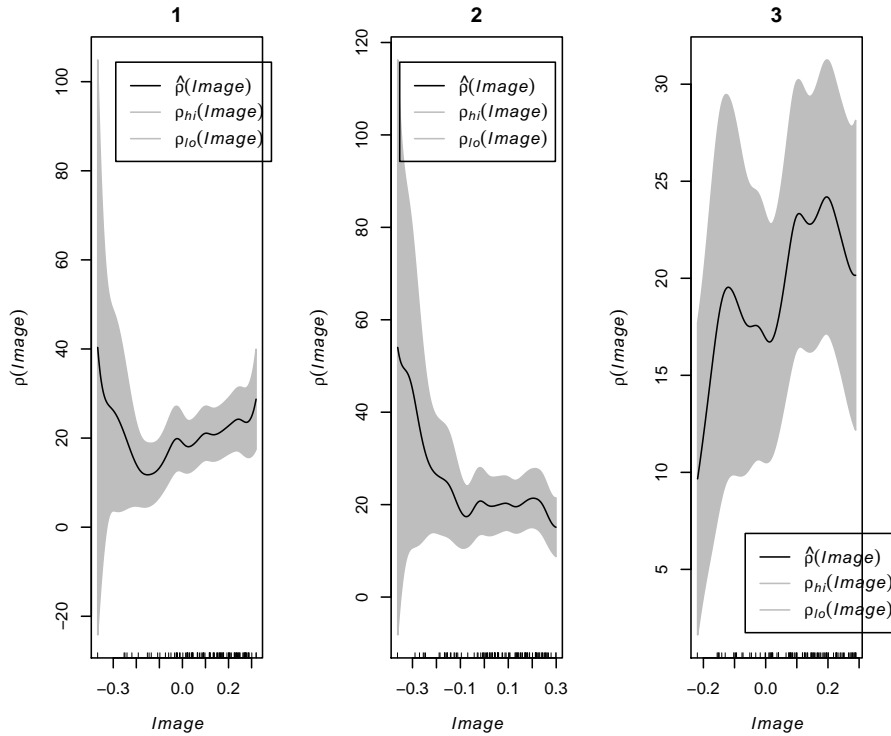 1
ρ̂(Image)
ρhi(Image)
ρlo(Image)
ρ(Image)
100
80
60
40
20
0
−20
−0.3 0.0 0.2
Image
2
ρ̂(Image)
ρhi(Image)
ρlo(Image)
ρ(Image)
120
100
80
60
40
20
0
−0.3 −0.1 0.1 0.3
Image
3
ρ(Image)
30
25
20
15
10
5
ρ̂(Image)
ρhi(Image)
ρlo(Image)
−0.2 0.0 0.2
Image